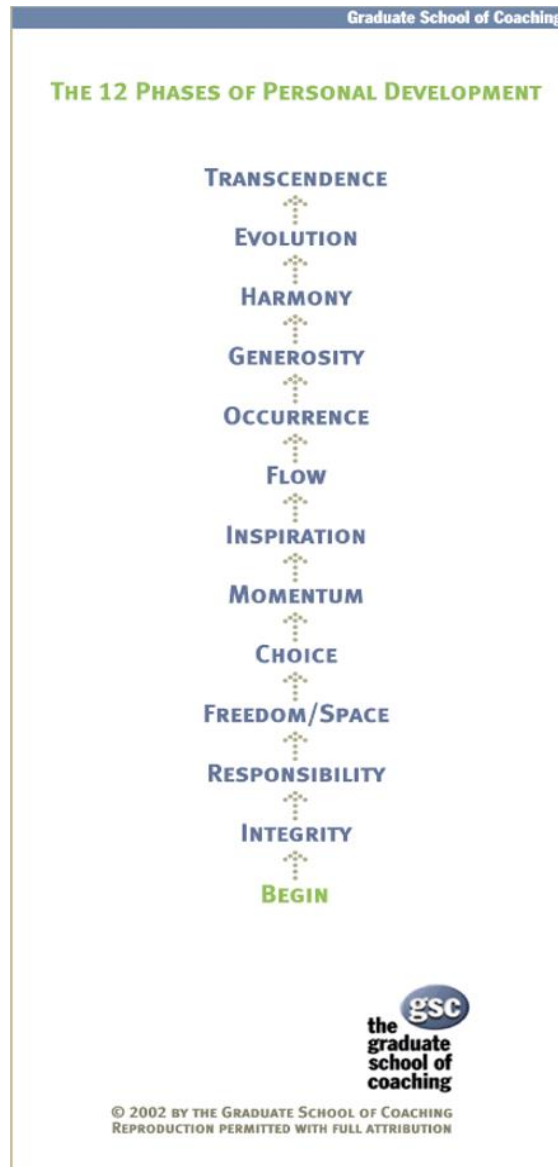 Graduate School of Coaching
The 12 Phases of Personal Development
Transcendence
Evolution
Harmony
Generosity
Occurrence
Flow
Inspiration
Momentum
Choice
Freedom/Space
Responsibility
Integrity
Begin
gsc
the
graduate
school of
coaching
© 2002 by the Graduate School of Coaching
Reproduction permitted with full attribution